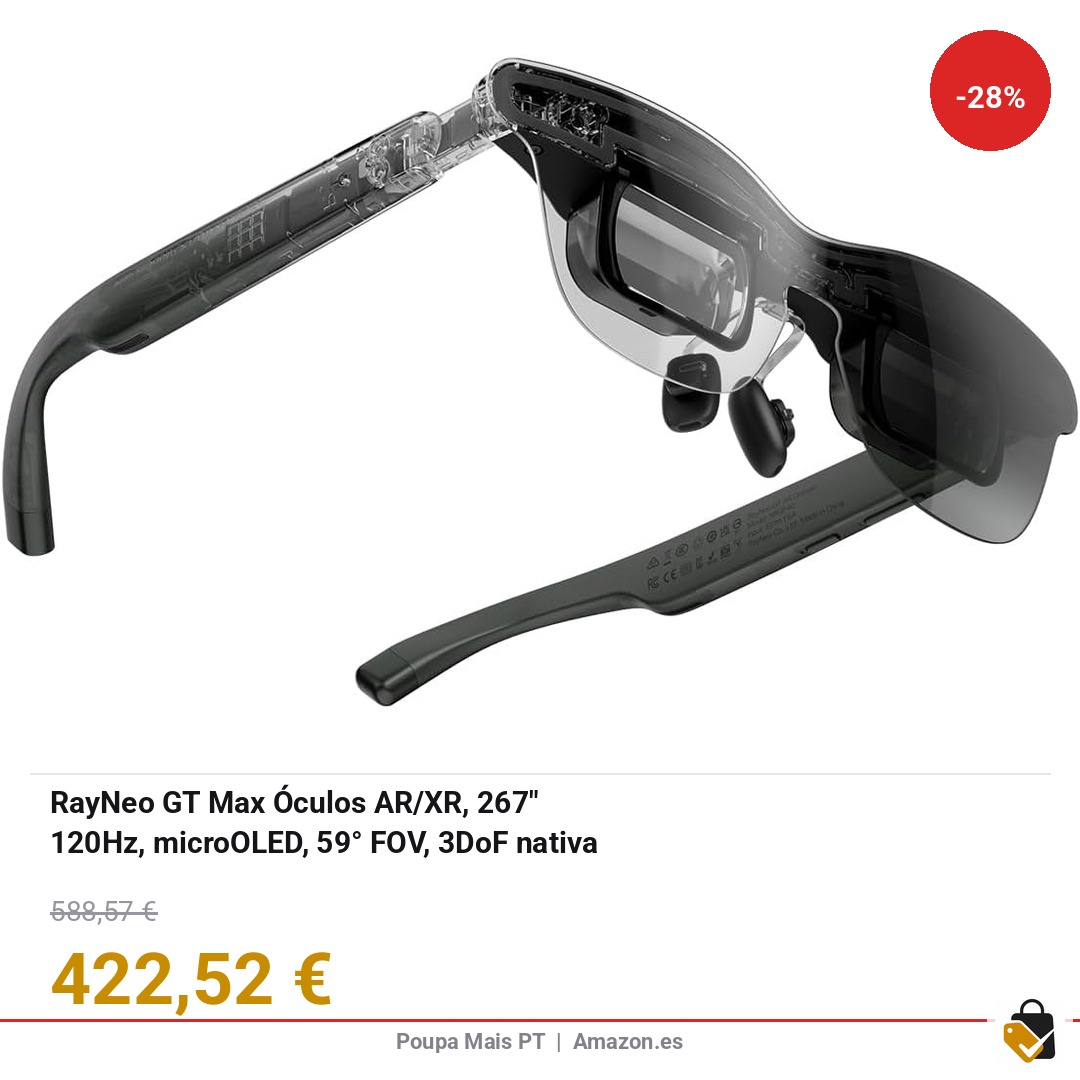 -28%
RayNeo GT Max Óculos AR/XR, 267"
120Hz, microOLED, 59° FOV, 3DoF nativa
588,57 €
422,52 €
Poupa Mais PT | Amazon.es